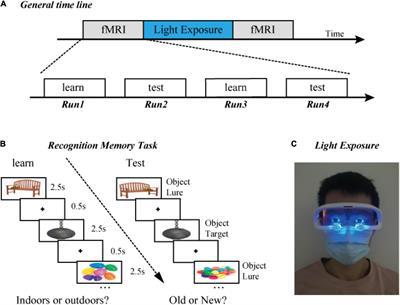 A General time line
fMRI Light Exposure fMRI
Time
learn test learn test
Run1 Run2 Run3 Run4
B Recognition Memory Task
learn Test
2.5s Object
Lure
0.5s
2.5s Object
Target
0.5s
2.5s Object
Lure
... ...
Indoors or outdoors? Old or New?
C Light Exposure